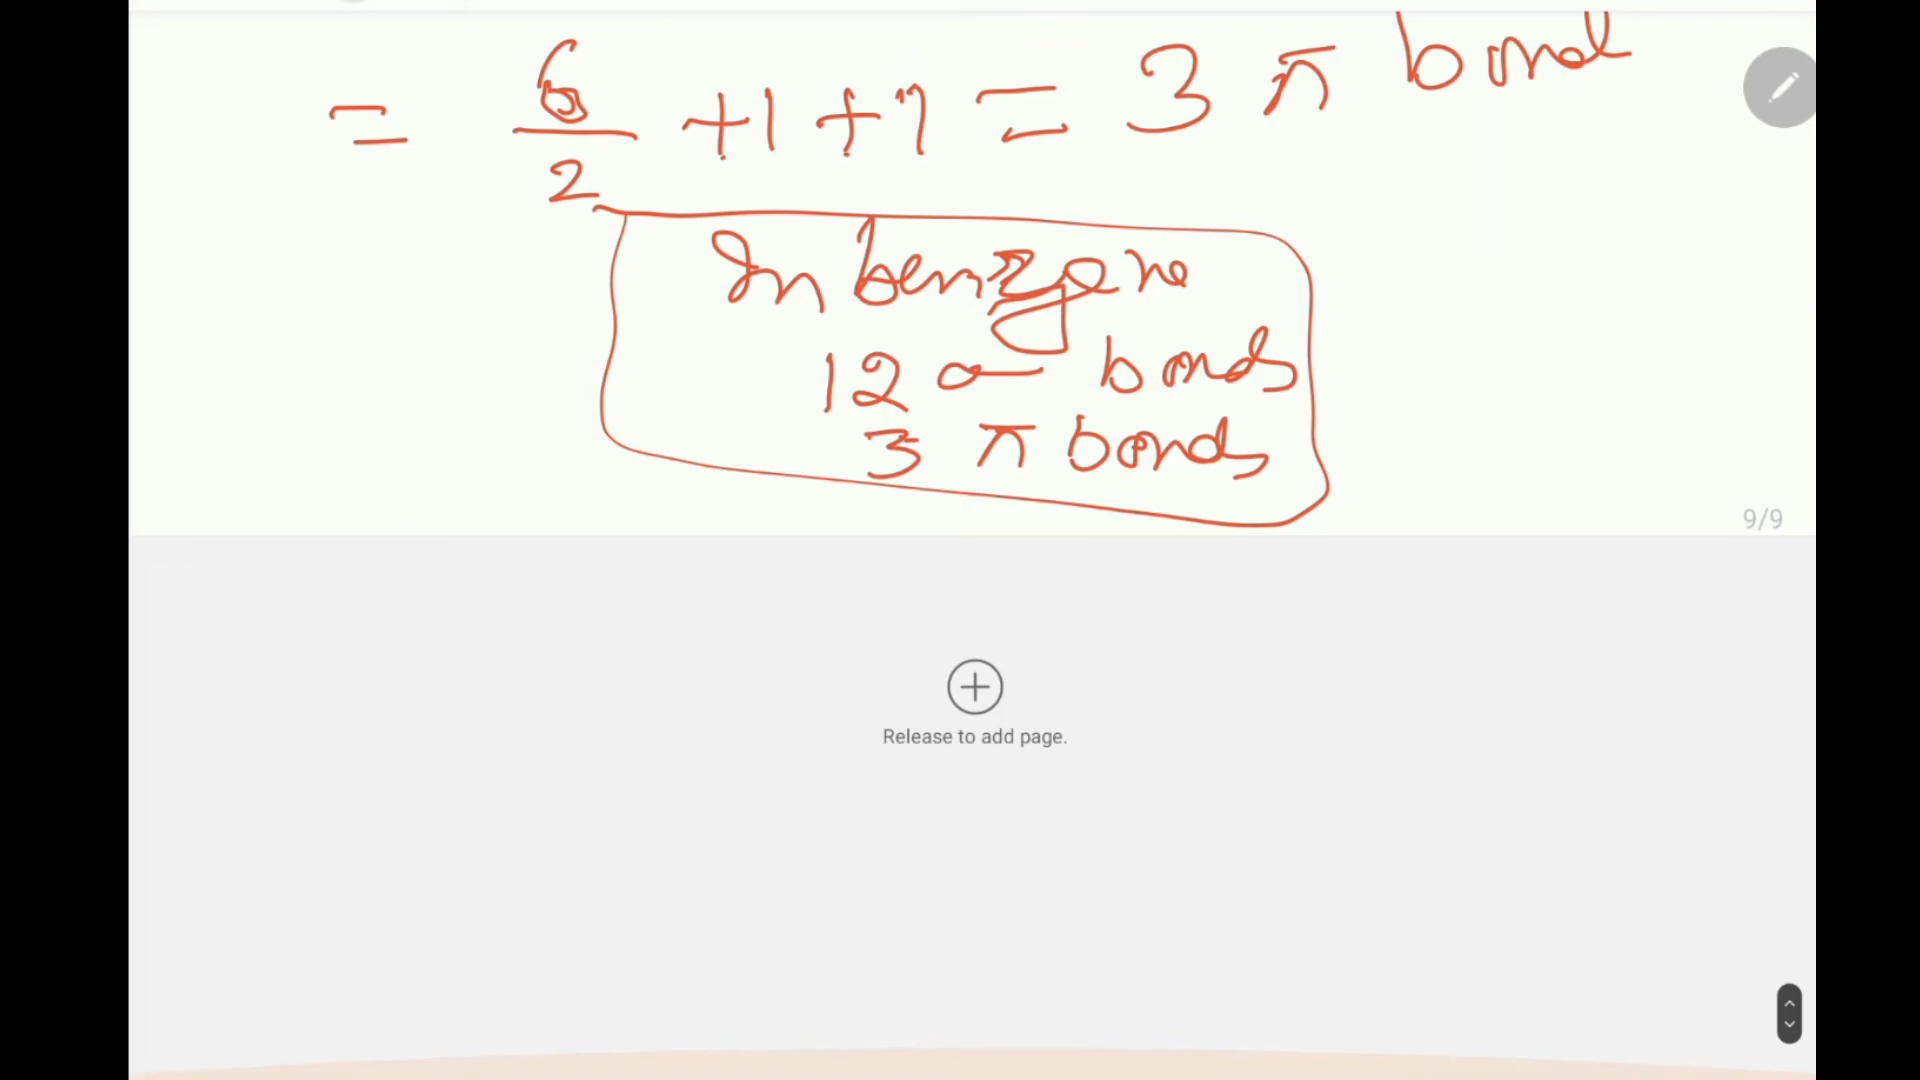 = 6/2 +1+1 = 3 π bond
In benzene
12 σ bonds
3 π bonds
9/9
Release to add page.